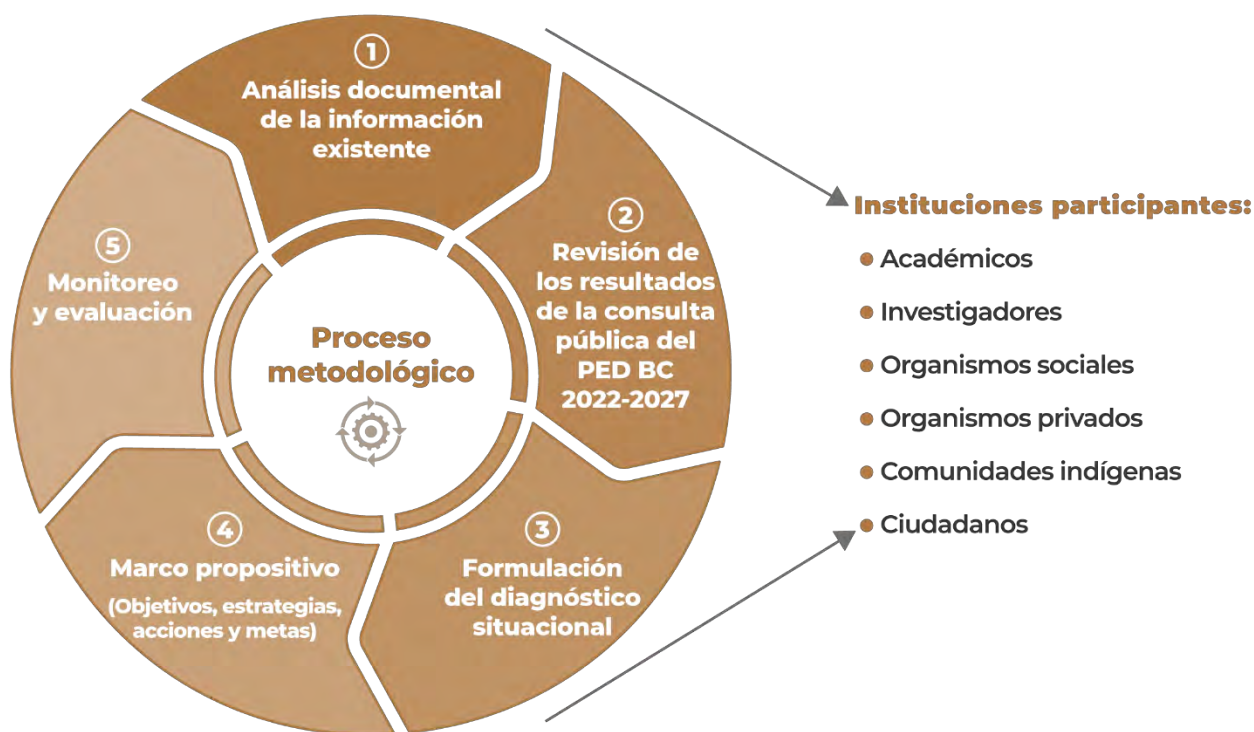 1
Análisis documental
de la información
existente
2
Revisión de
los resultados
de la consulta
pública del
PED BC
2022-2027
3
Formulación
del diagnóstico
situacional
4
Marco propositivo
(Objetivos, estrategias,
acciones y metas)
5
Monitoreo
y evaluación
Proceso
metodológico
Instituciones participantes:
Académicos
Investigadores
Organismos sociales
Organismos privados
Comunidades indígenas
Ciudadanos